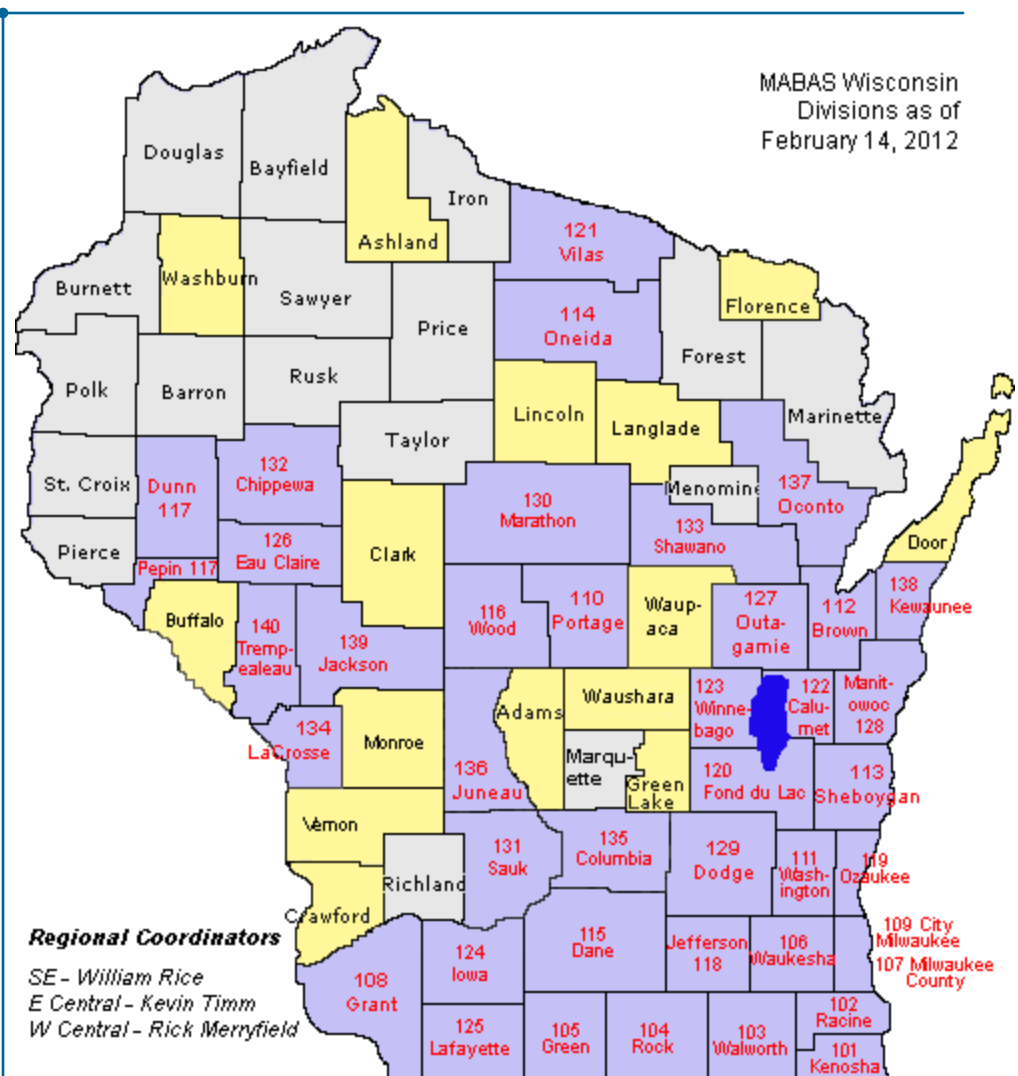 MABAS Wisconsin
Divisions as of
February 14, 2012
Douglas
Bayfield
Iron
Ashland
121
Vilas
Burnett
Washburn
Sawyer
Price
114
Oneida
Florence
Forest
Polk
Barron
Rusk
Lincoln
Langlade
Marinette
Taylor
St. Croix
Dunn
117
132
Chippewa
130
Marathon
Menomine
137
Oconto
133
Shawano
Pierce
Pepin 117
126
Eau Claire
Clark
Door
138
Kewaunee
Buffalo
140
Tremp-
ealeau
139
Jackson
116
Wood
110
Portage
Waup-
aca
127
Outa-
gamie
112
Brown
134
LaCrosse
Monroe
Adams
Waushara
123
Winne-
bago
122
Calu-
met
Manit-
owoc
128
136
Juneau
Marqu-
ette
Green
Lake
120
Fond du Lac
113
Sheboygan
Vernon
Richland
131
Sauk
135
Columbia
129
Dodge
111
Wash-
ington
119
Ozaukee
Crawford
109 City
Milwaukee
107 Milwaukee
County
108
Grant
124
Iowa
115
Dane
Jefferson
118
106
Waukesha
125
Lafayette
105
Green
104
Rock
103
Walworth
102
Racine
101
Kenosha
Regional Coordinators
SE - William Rice
E Central - Kevin Timm
W Central - Rick Merryfield